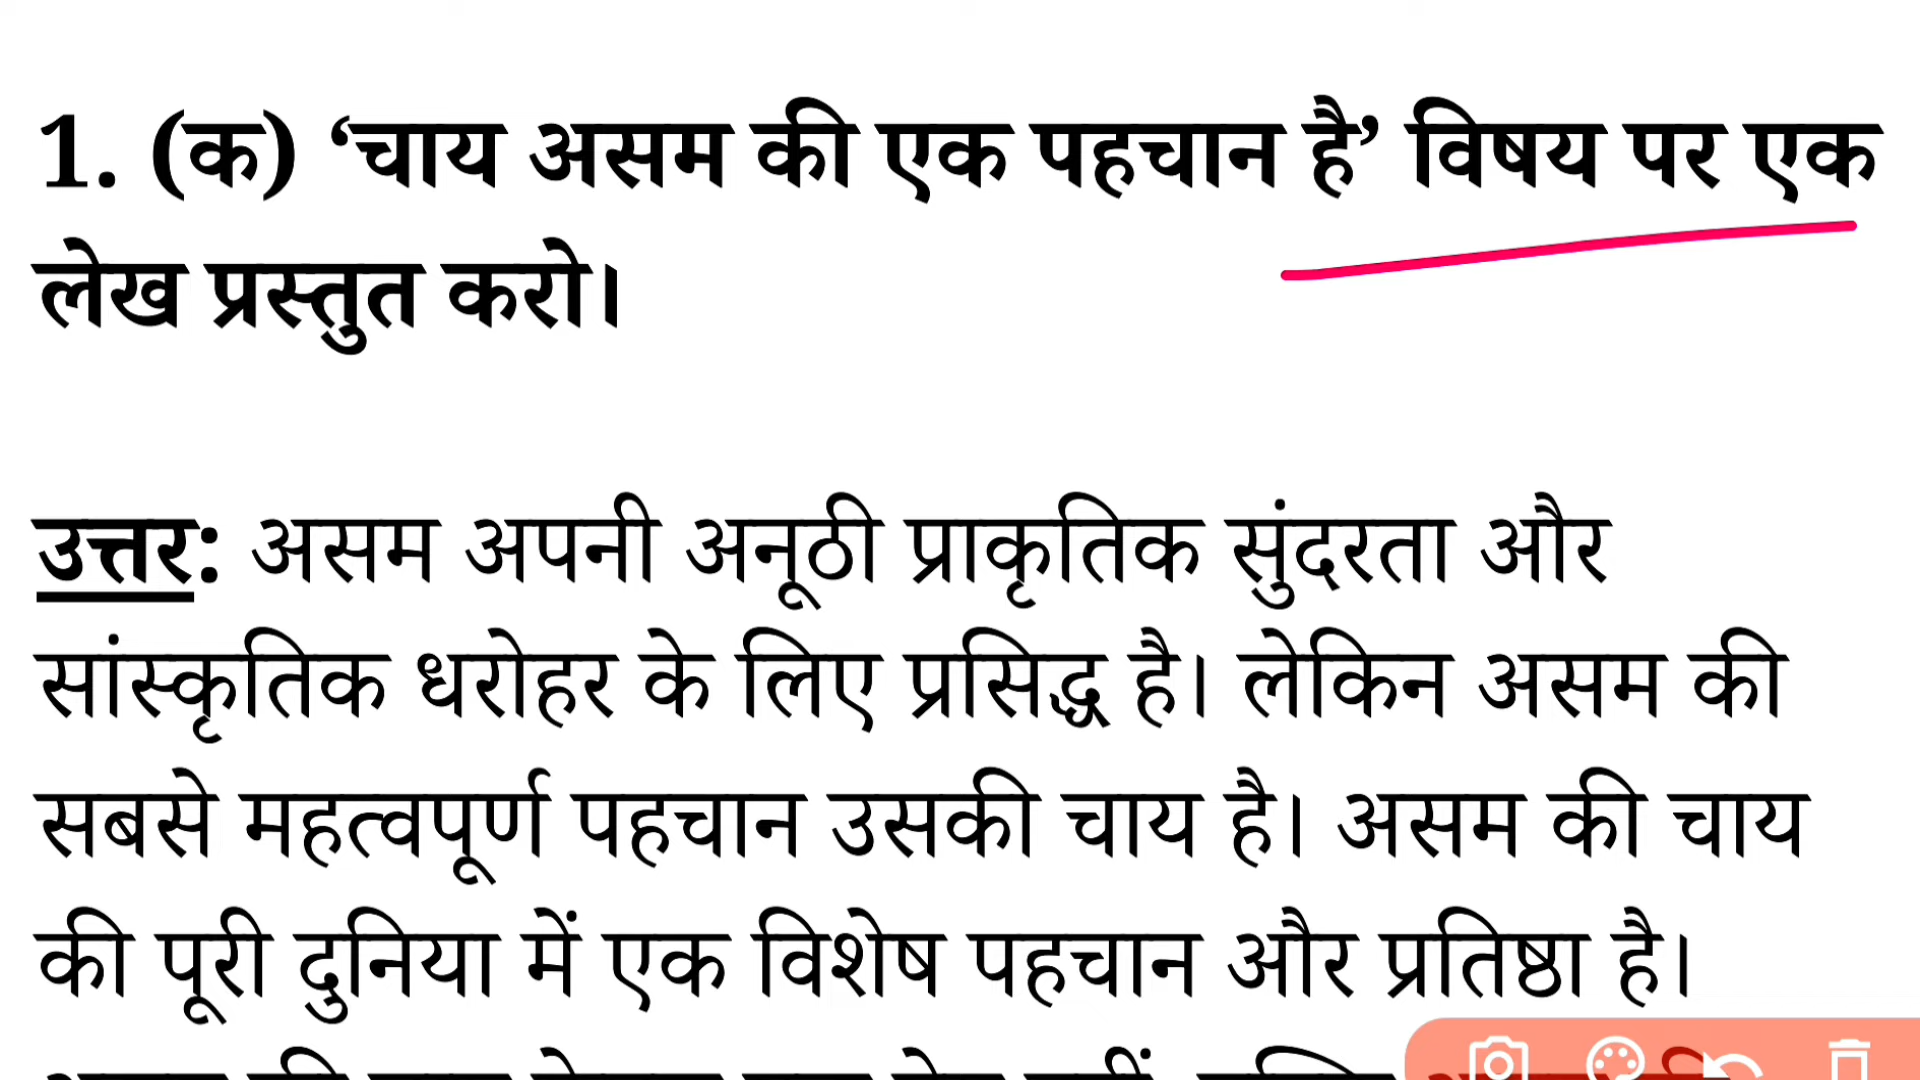 1. (क) ‘चाय असम की एक पहचान है’ विषय पर एक
लेख प्रस्तुत करो।
उत्तर: असम अपनी अनूठी प्राकृतिक सुंदरता और
सांस्कृतिक धरोहर के लिए प्रसिद्ध है। लेकिन असम की
सबसे महत्वपूर्ण पहचान उसकी चाय है। असम की चाय
की पूरी दुनिया में एक विशेष पहचान और प्रतिष्ठा है।